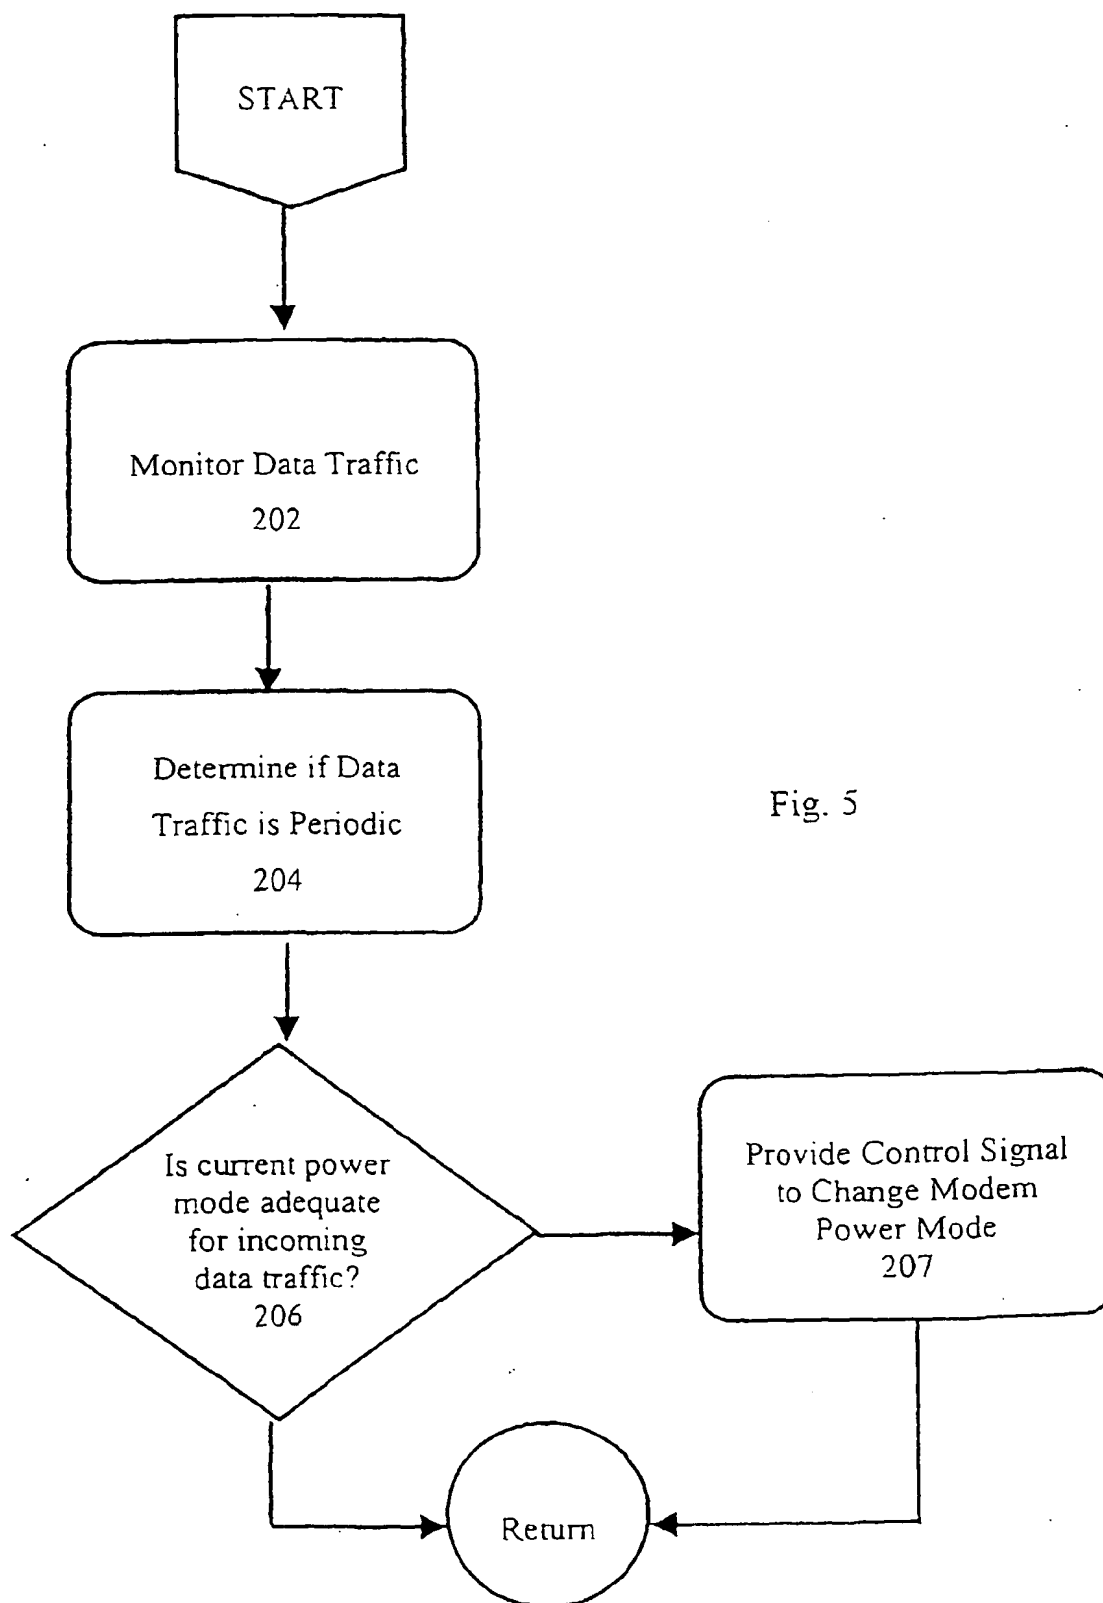 START
Monitor Data Traffic
202
Determine if Data
Traffic is Periodic
204
Fig. 5
Is current power
mode adequate
for incoming
data traffic?
206
Provide Control Signal
to Change Modem
Power Mode
207
Return